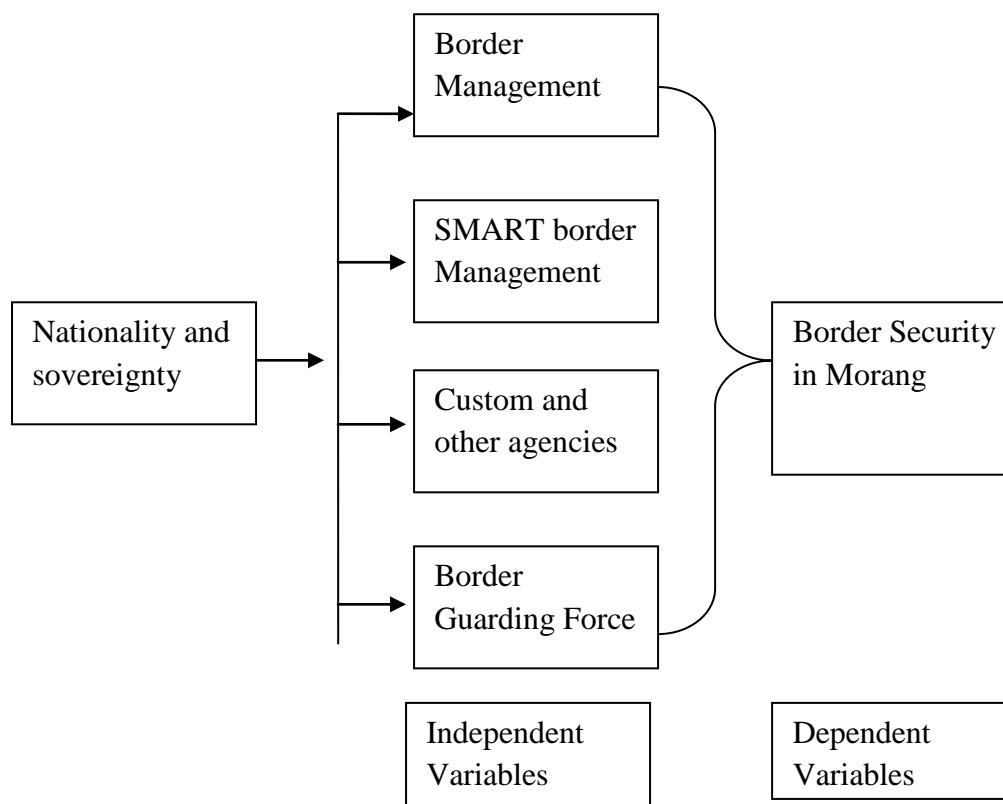 Nationality and
sovereignty
Border
Management
SMART border
Management
Custom and
other agencies
Border
Guarding Force
Border Security
in Morang
Independent
Variables
Dependent
Variables